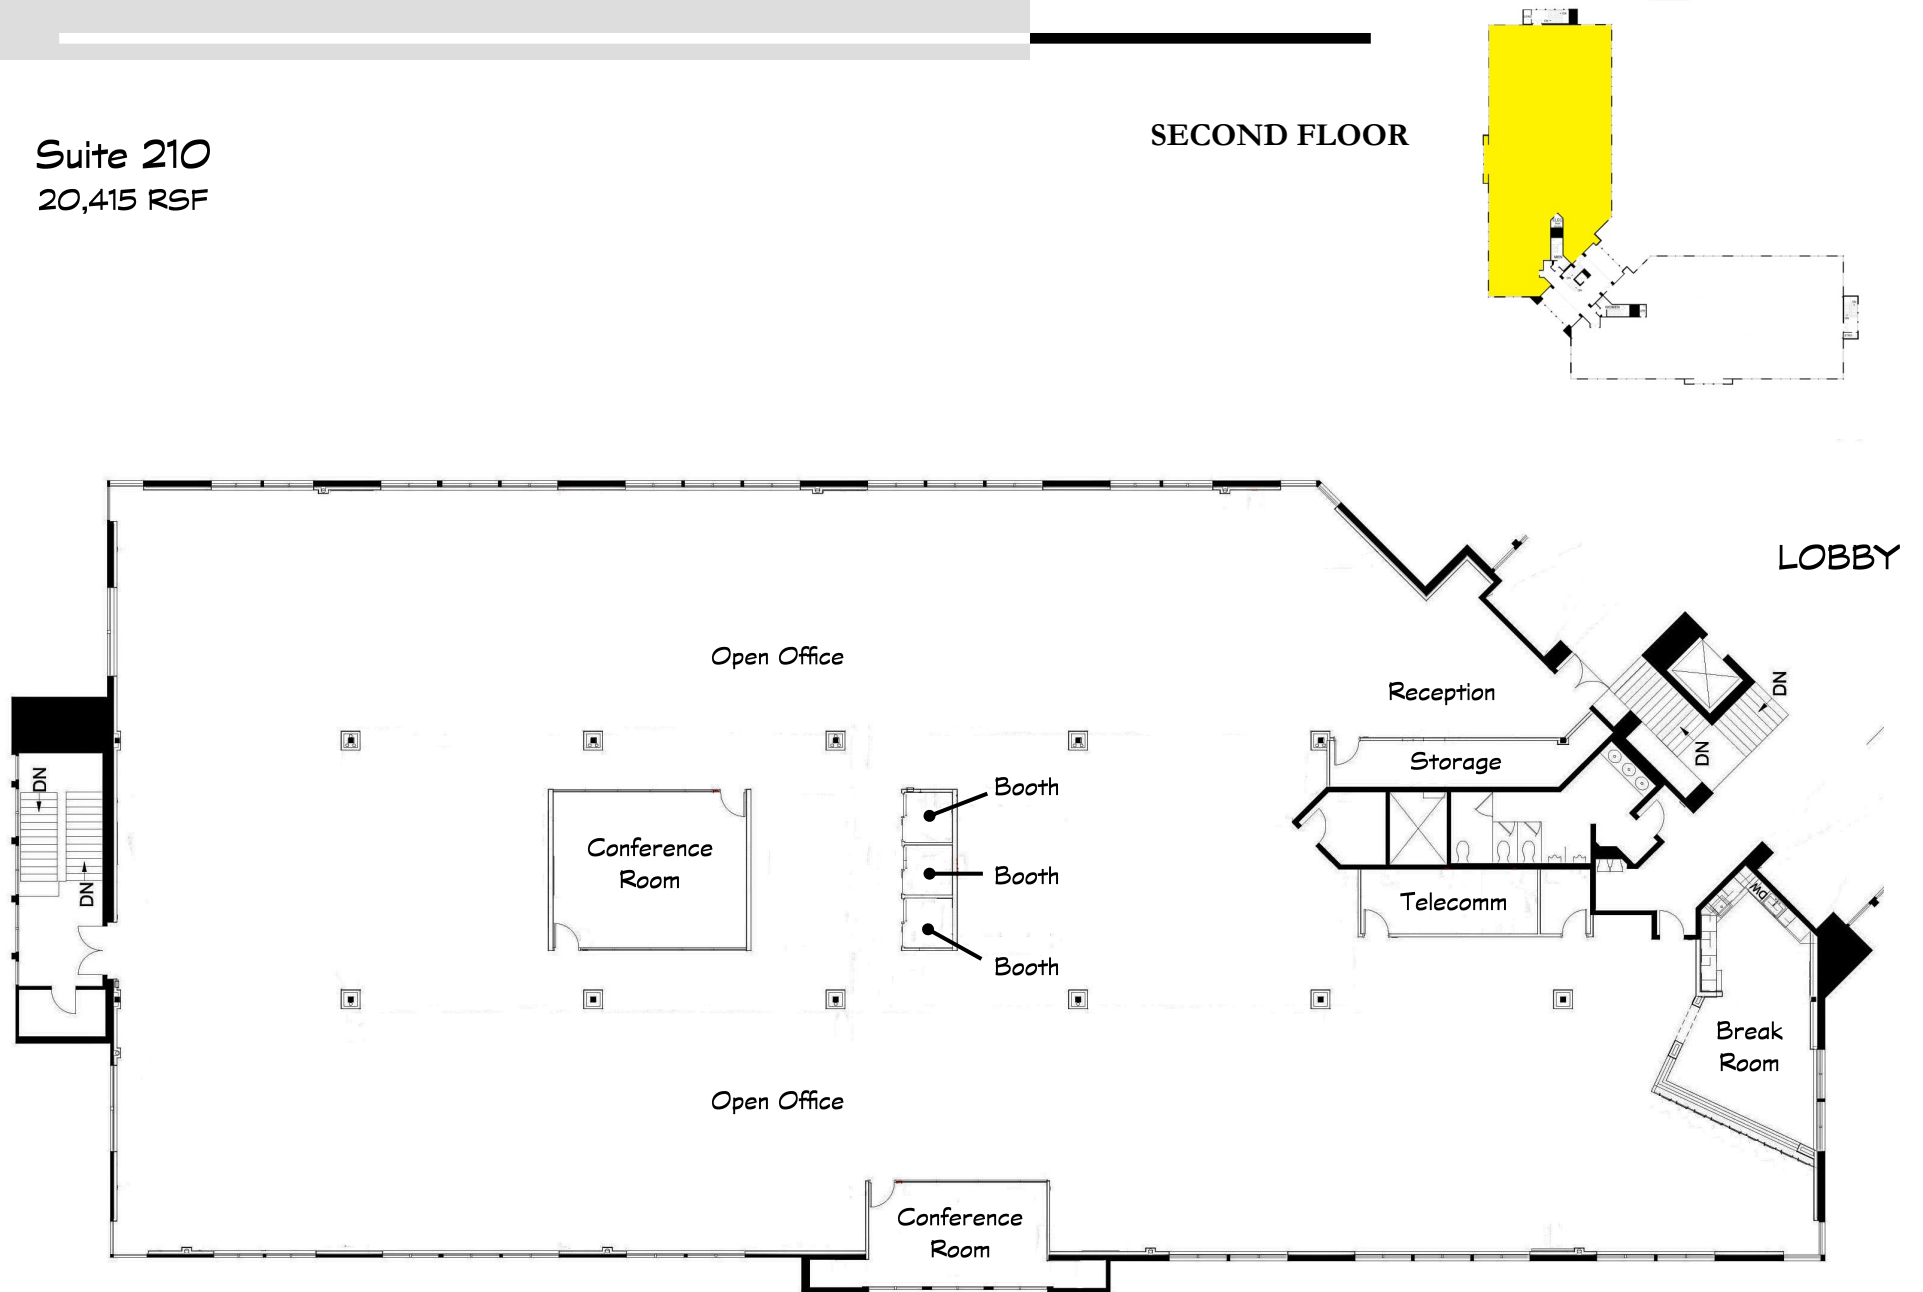 SECOND FLOOR
Suite 210
20,415 RSF
LOBBY
Open Office
Reception
DN
Storage
DN
DN
Booth
Conference
Room
Booth
DN
Telecomm
DW
Booth
Break
Room
Open Office
Conference
Room